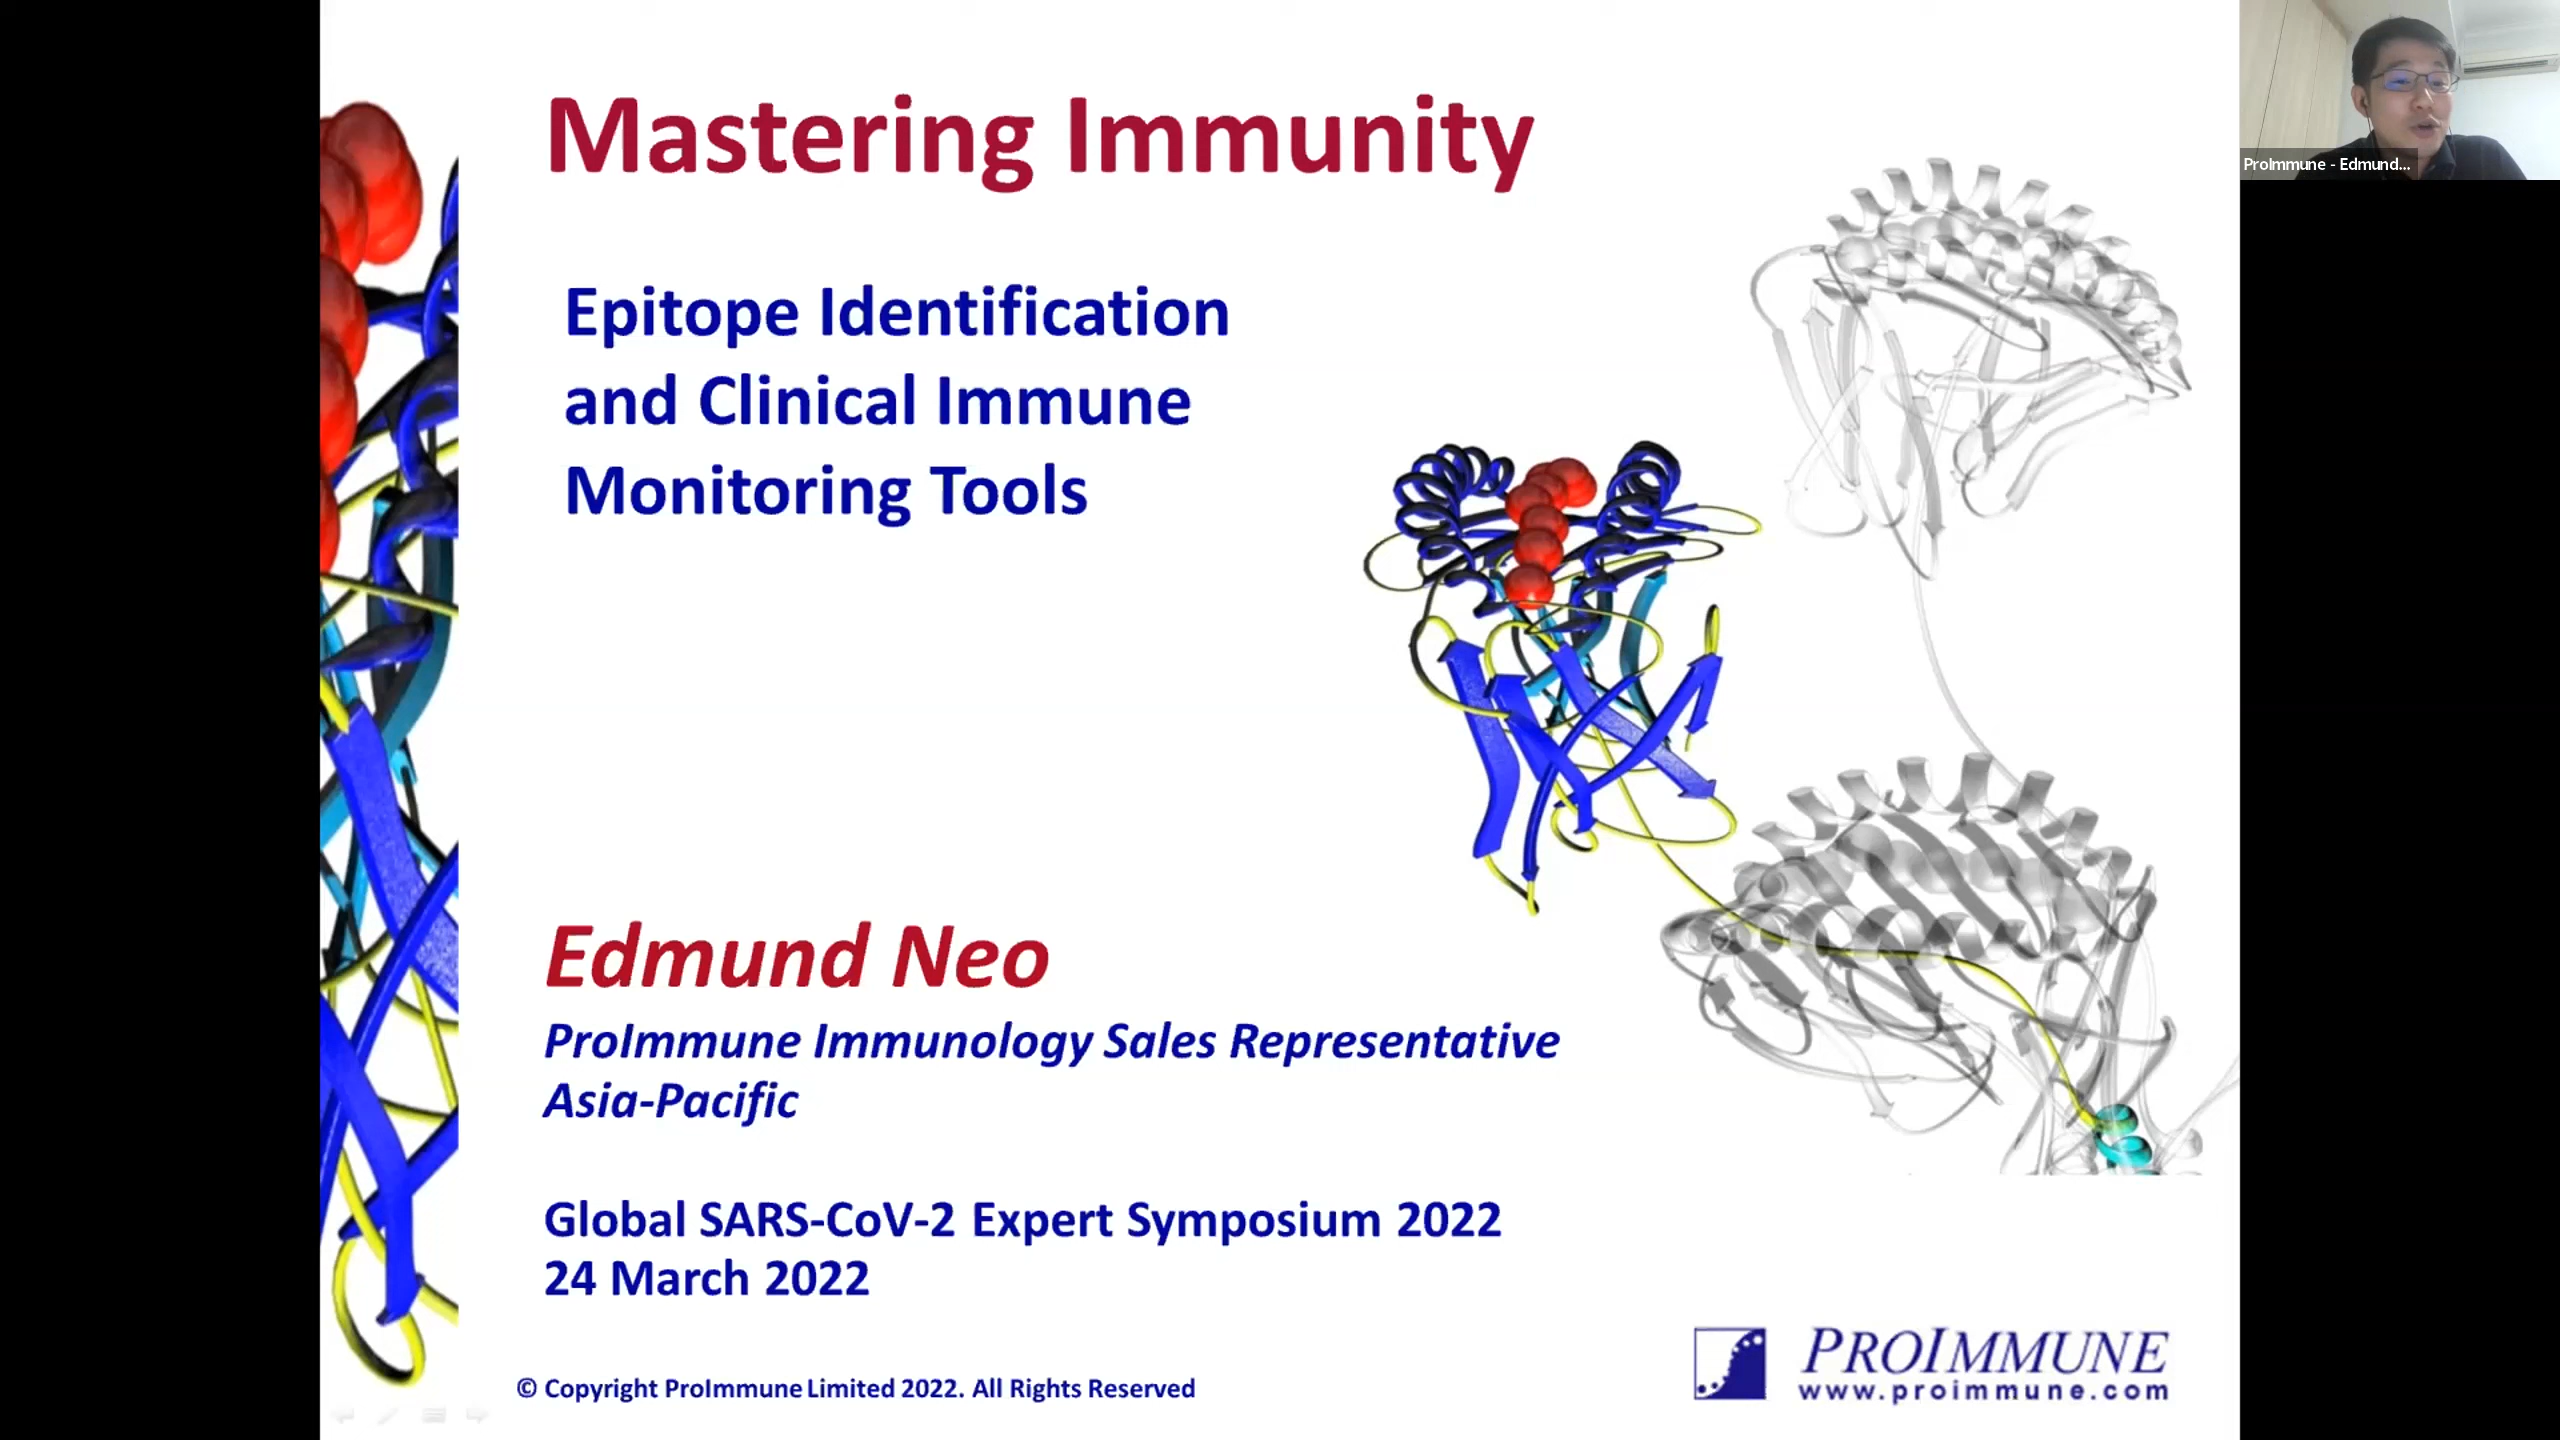 Mastering Immunity
Epitope Identification
and Clinical Immune
Monitoring Tools
Edmund Neo
ProImmune Immunology Sales Representative
Asia-Pacific
Global SARS-CoV-2 Expert Symposium 2022
24 March 2022
© Copyright ProImmune Limited 2022. All Rights Reserved
PROIMMUNE
www.proimmune.com
ProImmune - Edmund...